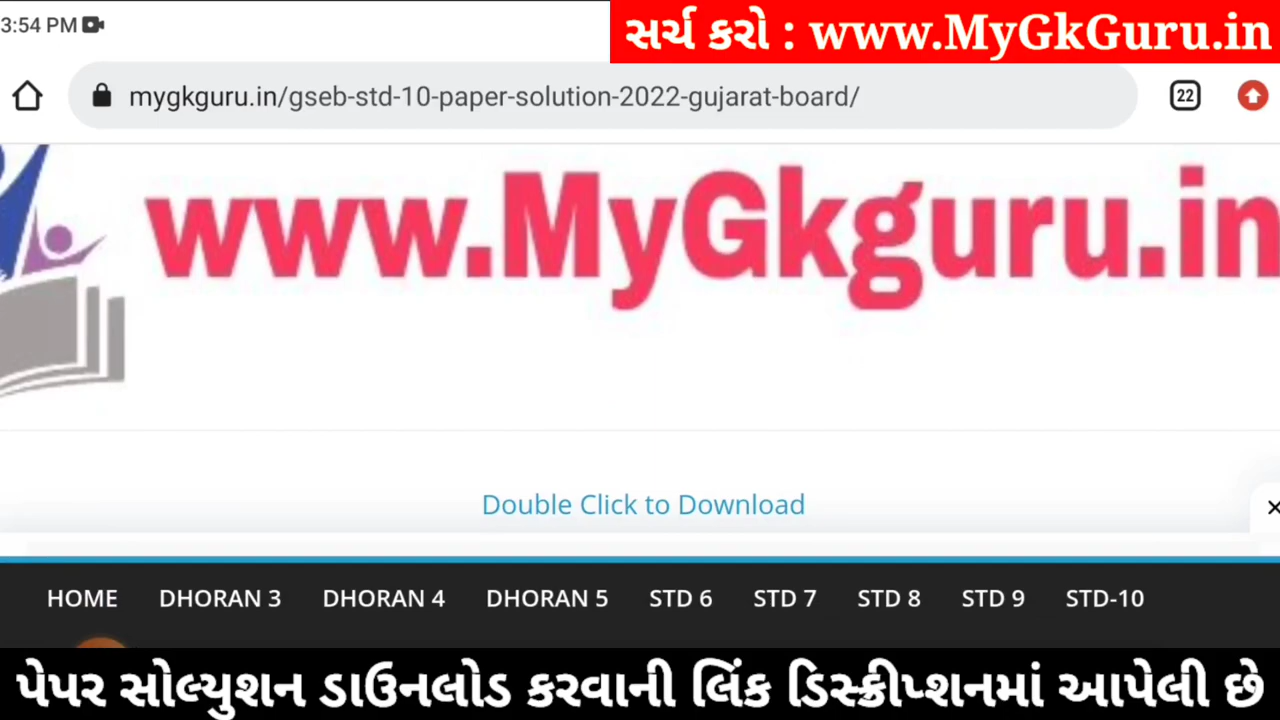 3:54 PM
સર્ચ કરો : www.MyGkGuru.in
mygkguru.in/gseb-std-10-paper-solution-2022-gujarat-board/
22
www.MyGkguru.in
Double Click to Download
×
HOME DHORAN 3 DHORAN 4 DHORAN 5 STD 6 STD 7 STD 8 STD 9 STD-10
પેપર સોલ્યુશન ડાઉનલોડ કરવાની લિંક ડિસ્ક્રીપ્શનમાં આપેલી છે